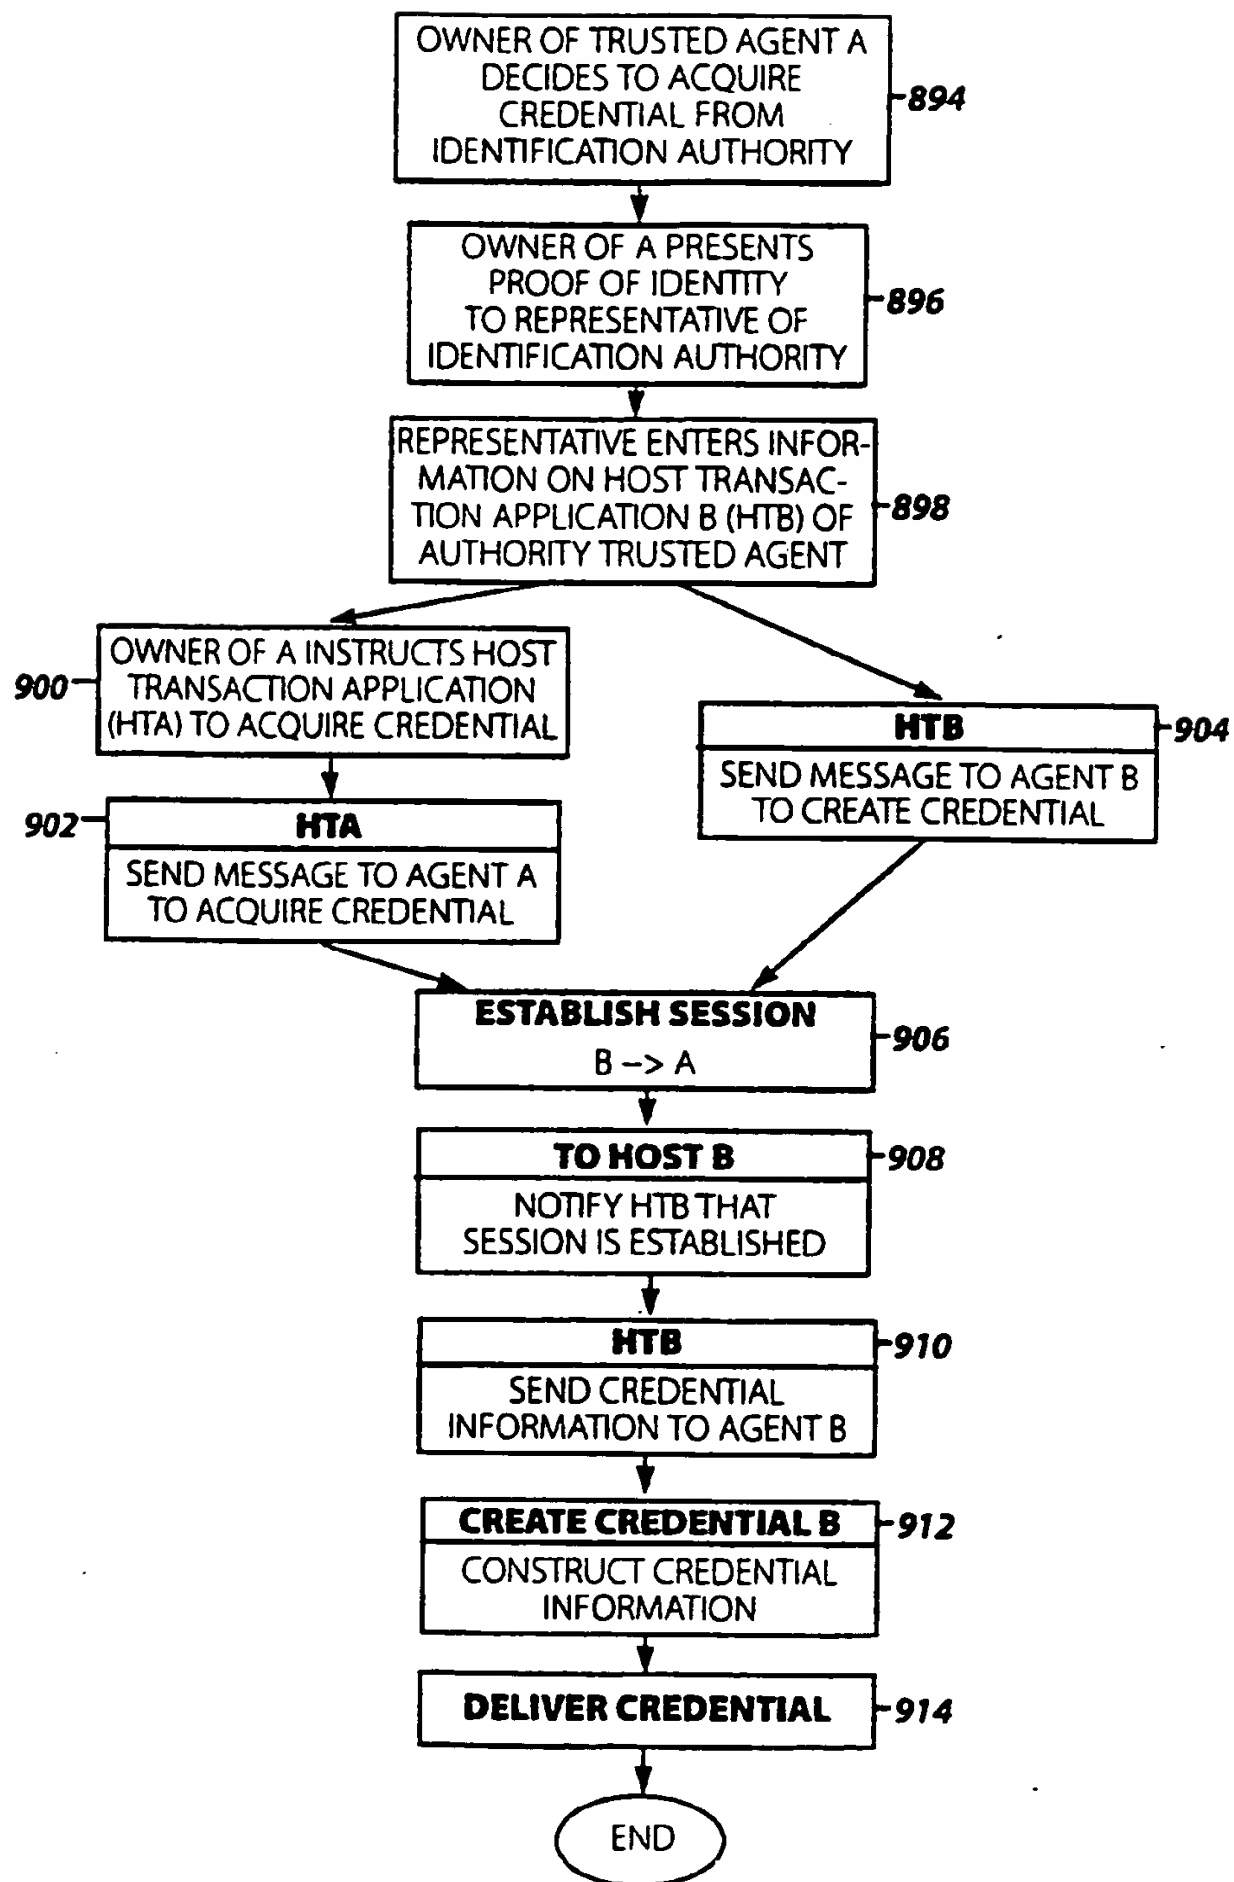 OWNER OF TRUSTED AGENT A
DECIDES TO ACQUIRE
CREDENTIAL FROM
IDENTIFICATION AUTHORITY
894
OWNER OF A PRESENTS
PROOF OF IDENTITY
TO REPRESENTATIVE OF
IDENTIFICATION AUTHORITY
896
REPRESENTATIVE ENTERS INFOR-
MATION ON HOST TRANSAC-
TION APPLICATION B (HTB) OF
AUTHORITY TRUSTED AGENT
898
900
OWNER OF A INSTRUCTS HOST
TRANSACTION APPLICATION
(HTA) TO ACQUIRE CREDENTIAL
HTB
904
SEND MESSAGE TO AGENT B
TO CREATE CREDENTIAL
902
HTA
SEND MESSAGE TO AGENT A
TO ACQUIRE CREDENTIAL
ESTABLISH SESSION
B --> A
906
TO HOST B
908
NOTIFY HTB THAT
SESSION IS ESTABLISHED
HTB
910
SEND CREDENTIAL
INFORMATION TO AGENT B
CREATE CREDENTIAL B
912
CONSTRUCT CREDENTIAL
INFORMATION
DELIVER CREDENTIAL
914
END